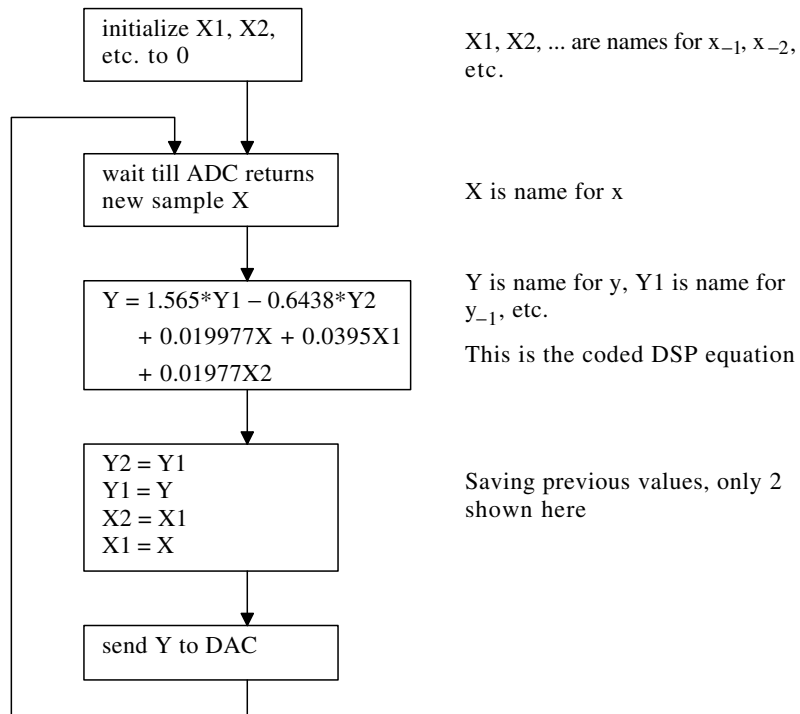 initialize X1, X2,
etc. to 0
X1, X2, ... are names for x₋₁, x₋₂,
etc.
wait till ADC returns
new sample X
X is name for x
Y = 1.565*Y1 − 0.6438*Y2
+ 0.019977X + 0.0395X1
+ 0.01977X2
Y is name for y, Y1 is name for
y₋₁, etc.
This is the coded DSP equation
Y2 = Y1
Y1 = Y
X2 = X1
X1 = X
Saving previous values, only 2
shown here
send Y to DAC